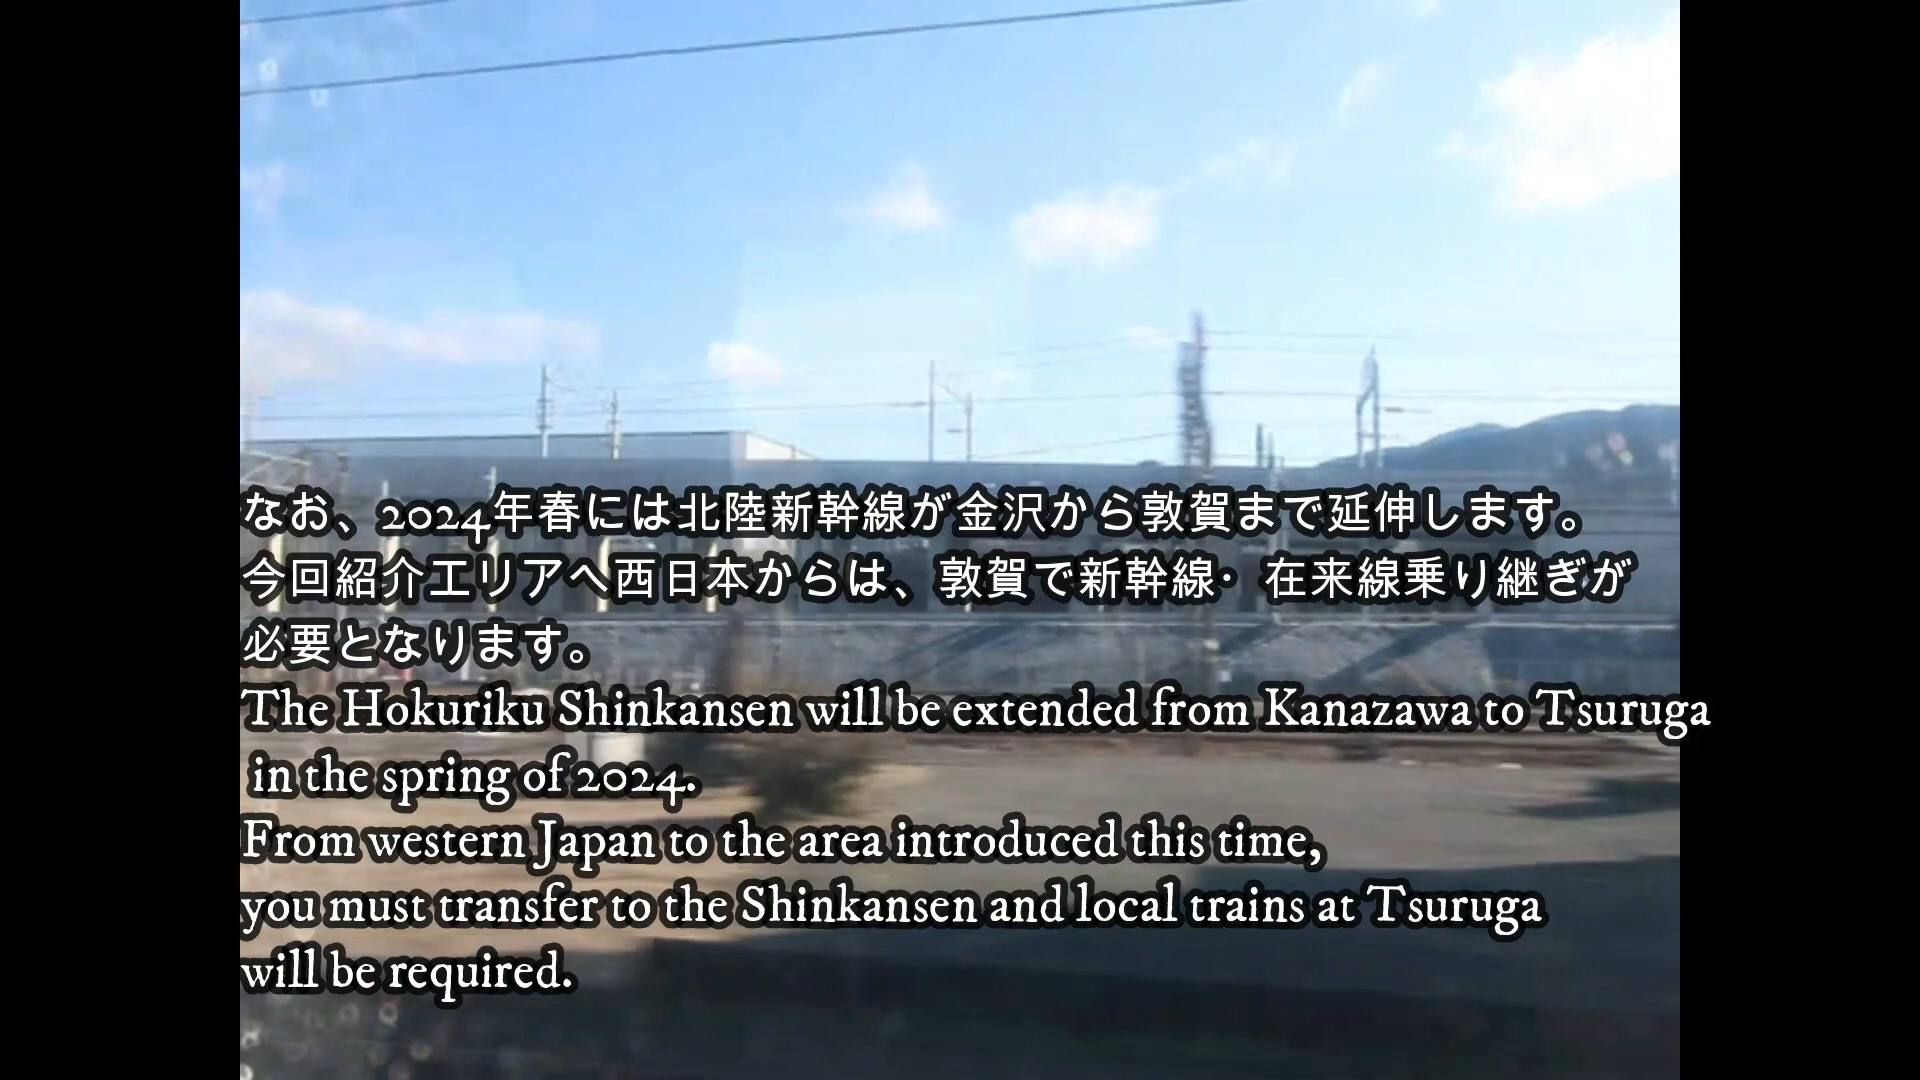 なお、2024年春には北陸新幹線が金沢から敦賀まで延伸します。
今回紹介エリアへ西日本からは、敦賀で新幹線・在来線乗り継ぎが
必要となります。
The Hokuriku Shinkansen will be extended from Kanazawa to Tsuruga
in the spring of 2024.
From western Japan to the area introduced this time,
you must transfer to the Shinkansen and local trains at Tsuruga
will be required.